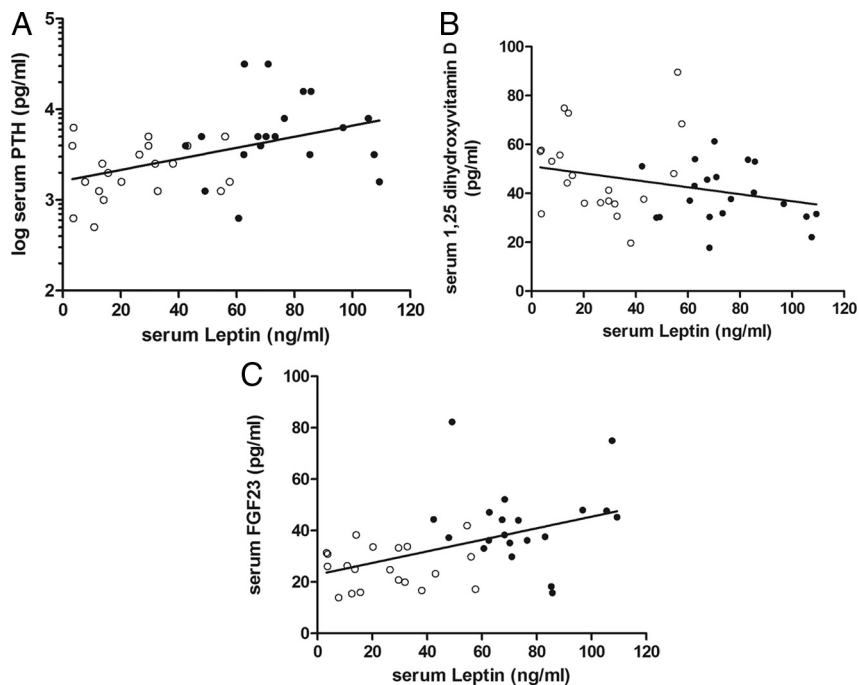 A
log serum PTH (pg/ml)
5
4
3
2
0 20 40 60 80 100 120
serum Leptin (ng/ml)
B
serum 1,25 dihydroxyvitamin D
(pg/ml)
100
80
60
40
20
0
0 20 40 60 80 100 120
serum Leptin (ng/ml)
C
serum FGF23 (pg/ml)
100
80
60
40
20
0
0 20 40 60 80 100 120
serum Leptin (ng/ml)